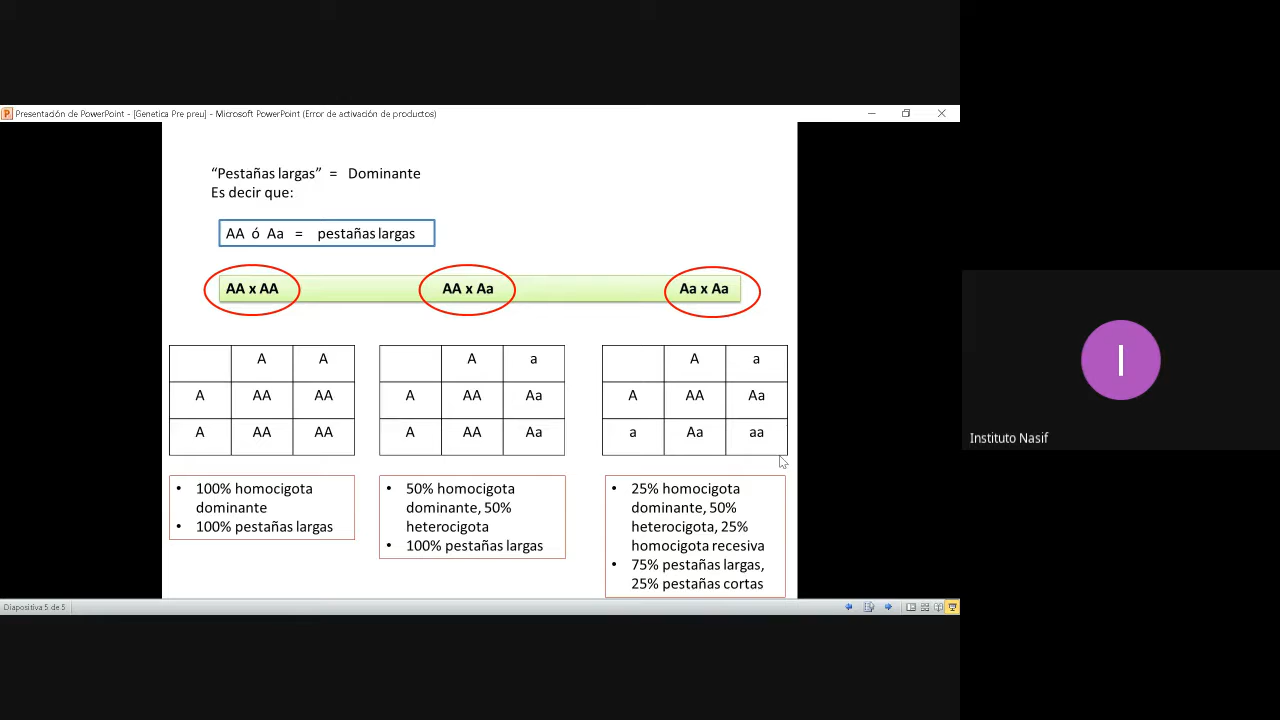 Presentación de PowerPoint - [Genetica Pre preu] - Microsoft PowerPoint (Error de activación de productos)
“Pestañas largas” = Dominante
Es decir que:
AA ó Aa = pestañas largas
AA x AA AA x Aa Aa x Aa
A A
A AA AA
A AA AA
A a
A AA Aa
A AA Aa
A a
A AA Aa
a Aa aa
• 100% homocigota
dominante
• 100% pestañas largas
• 50% homocigota
dominante, 50%
heterocigota
• 100% pestañas largas
• 25% homocigota
dominante, 50%
heterocigota, 25%
homocigota recesiva
• 75% pestañas largas,
25% pestañas cortas
Diapositiva 5 de 5
I
Instituto Nasif